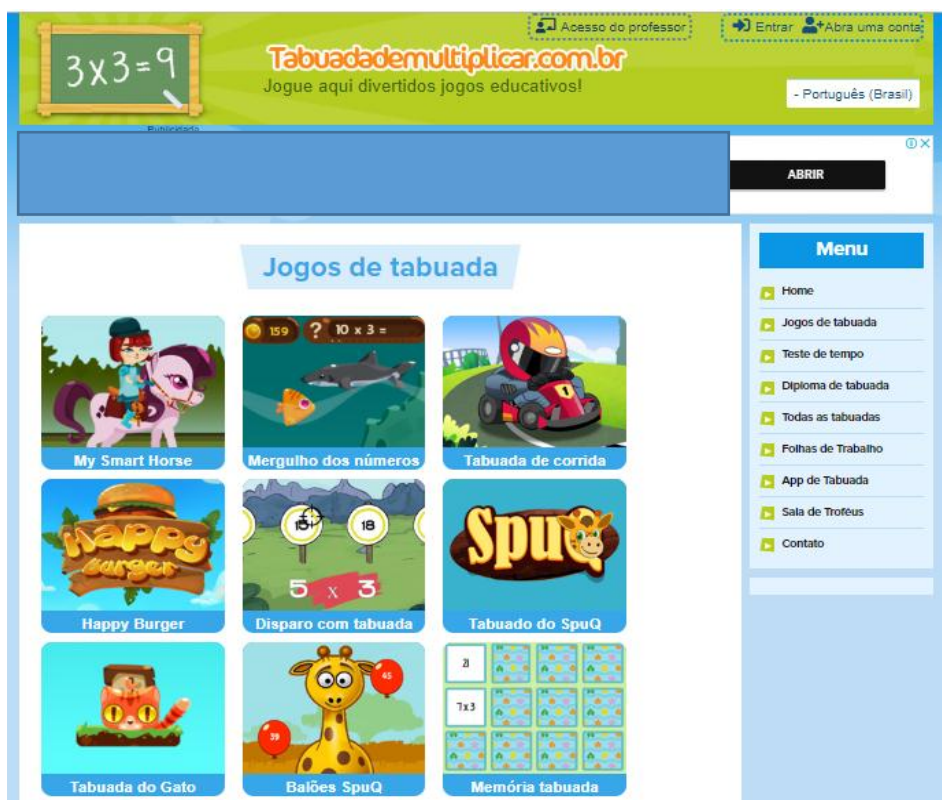 Acesso do professor
Entrar
Abra uma conta
3x3=9
Tabuadademultiplicar.com.br
Jogue aqui divertidos jogos educativos!
- Português (Brasil)
Publicidade
ABRIR
Jogos de tabuada
Menu
Home
Jogos de tabuada
Teste de tempo
Diploma de tabuada
Todas as tabuadas
Folhas de Trabalho
App de Tabuada
Sala de Troféus
Contato
159 ? 10 x 3 =
1
My Smart Horse
Mergulho dos números
Tabuada de corrida
Happy
Burger
15
18
5 x 3
SpuQ
Happy Burger
Disparo com tabuada
Tabuado do SpuQ
45
39
21
7x3
Tabuada do Gato
Balões SpuQ
Memória tabuada